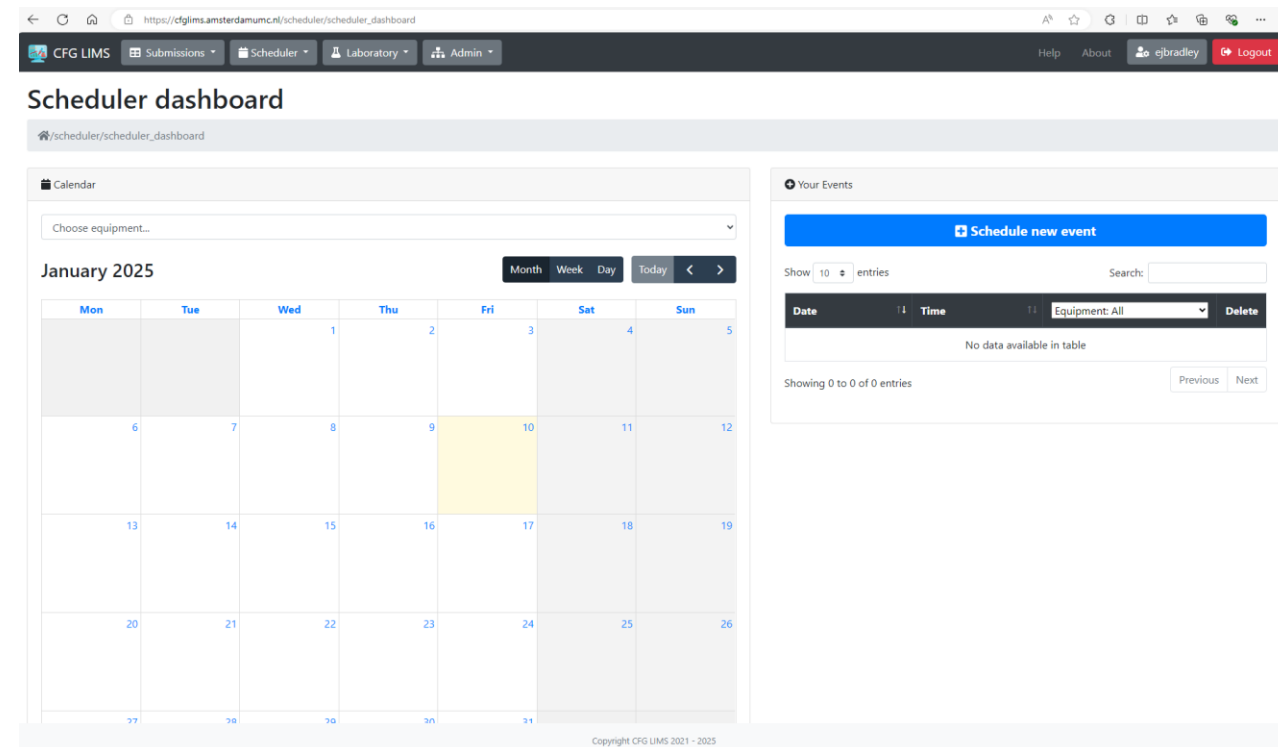 https://cfglims.amsterdamumc.nl/scheduler/scheduler_dashboard
CFG LIMS Submissions Scheduler Laboratory Admin Help About ejbradley Logout
Scheduler dashboard
/scheduler/scheduler_dashboard
Calendar
Choose equipment...
January 2025 Month Week Day Today
Mon Tue Wed Thu Fri Sat Sun
1 2 3 4 5
6 7 8 9 10 11 12
13 14 15 16 17 18 19
20 21 22 23 24 25 26
27 28 29 30 31
Your Events
Schedule new event
Show 10 entries Search:
Date Time Equipment: All Delete
No data available in table
Showing 0 to 0 of 0 entries Previous Next
Copyright CFG LIMS 2021 - 2025